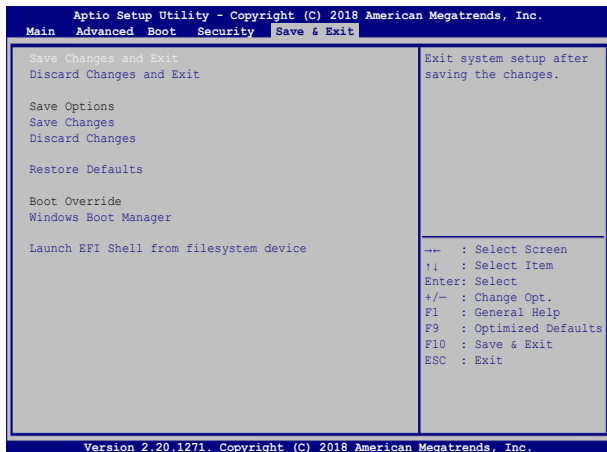 Aptio Setup Utility - Copyright (C) 2018 American Megatrends, Inc.
Main Advanced Boot Security Save & Exit
Save Changes and Exit
Discard Changes and Exit
Save Options
Save Changes
Discard Changes
Restore Defaults
Boot Override
Windows Boot Manager
Launch EFI Shell from filesystem device
Exit system setup after
saving the changes.
→← : Select Screen
↑↓ : Select Item
Enter: Select
+/— : Change Opt.
F1 : General Help
F9 : Optimized Defaults
F10 : Save & Exit
ESC : Exit
Version 2.20.1271. Copyright (C) 2018 American Megatrends, Inc.